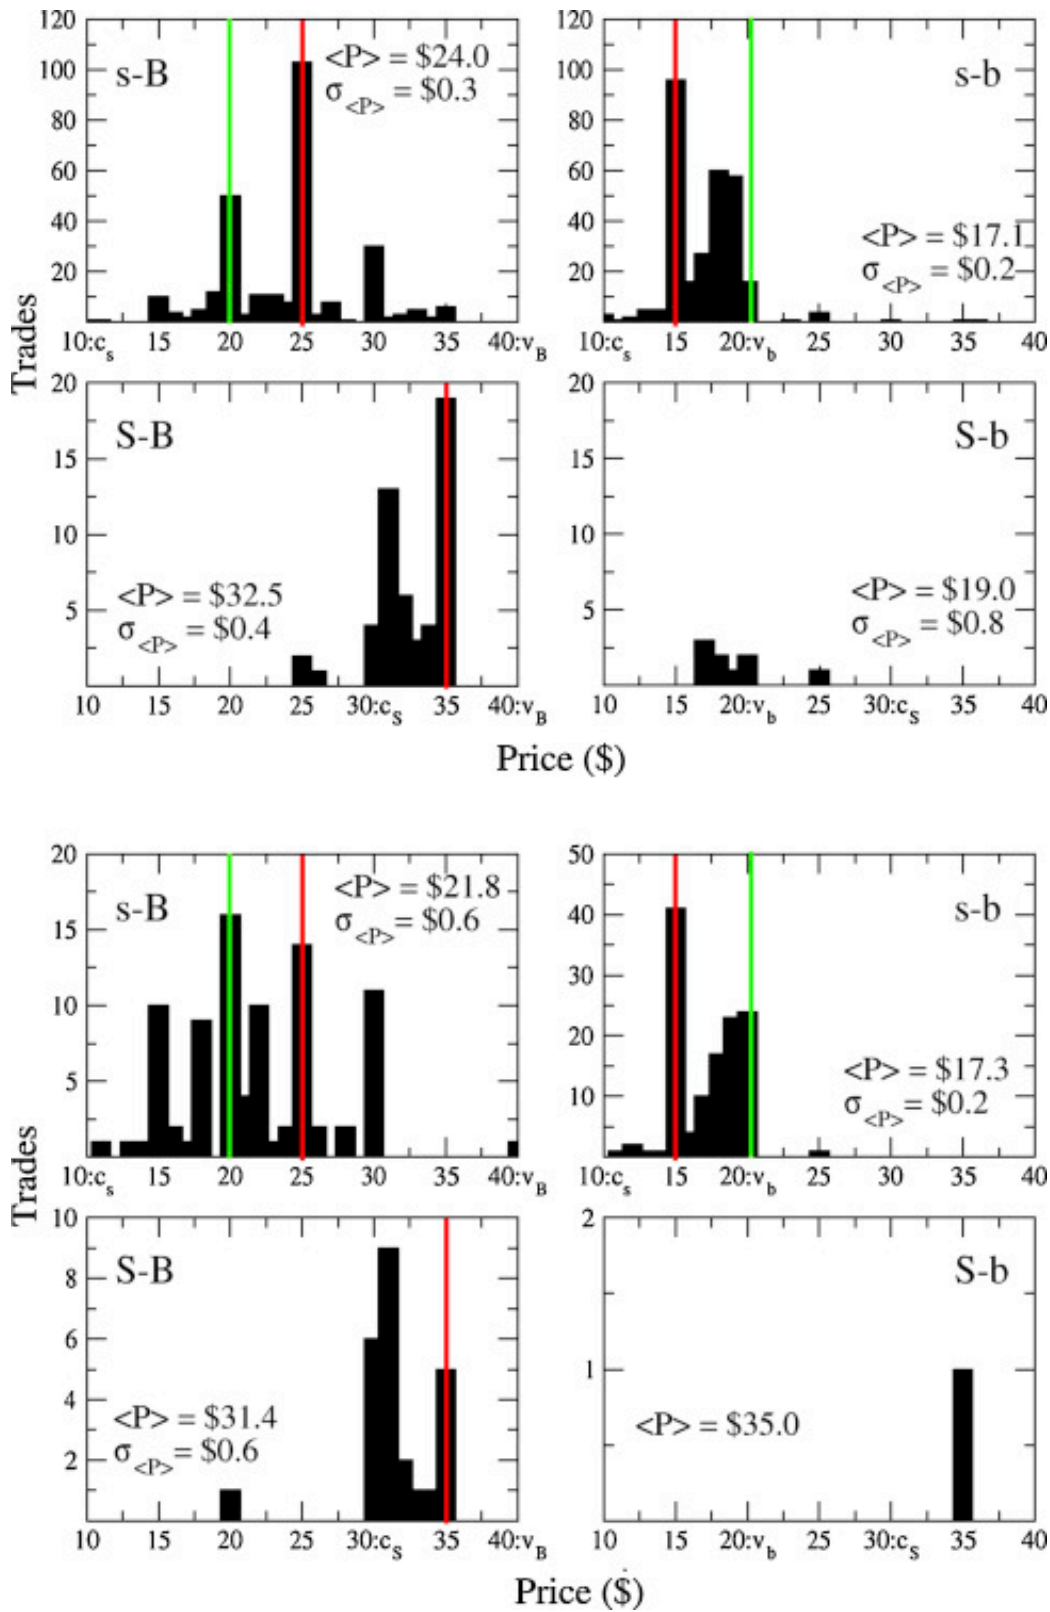 120
100
80
60
40
20
s-B
<P> = $24.0
σ<P> = $0.3
10:cs 15 20 25 30 35 40:vB
120
100
80
60
40
20
s-b
<P> = $17.1
σ<P> = $0.2
10:cs 15 20:vb 25 30 35 40
Trades
20
15
10
5
S-B
<P> = $32.5
σ<P> = $0.4
10 15 20 25 30:cS 35 40:vB
20
15
10
5
S-b
<P> = $19.0
σ<P> = $0.8
10 15 20:vb 25 30:cS 35 40
Price ($)
20
15
10
5
s-B
<P> = $21.8
σ<P> = $0.6
10:cs 15 20 25 30 35 40:vB
50
40
30
20
10
s-b
<P> = $17.3
σ<P> = $0.2
10:cs 15 20:vb 25 30 35 40
Trades
10
8
6
4
2
S-B
<P> = $31.4
σ<P> = $0.6
10 15 20 25 30:cS 35 40:vB
2
1
S-b
<P> = $35.0
10 15 20:vb 25 30:cS 35 40
Price ($)